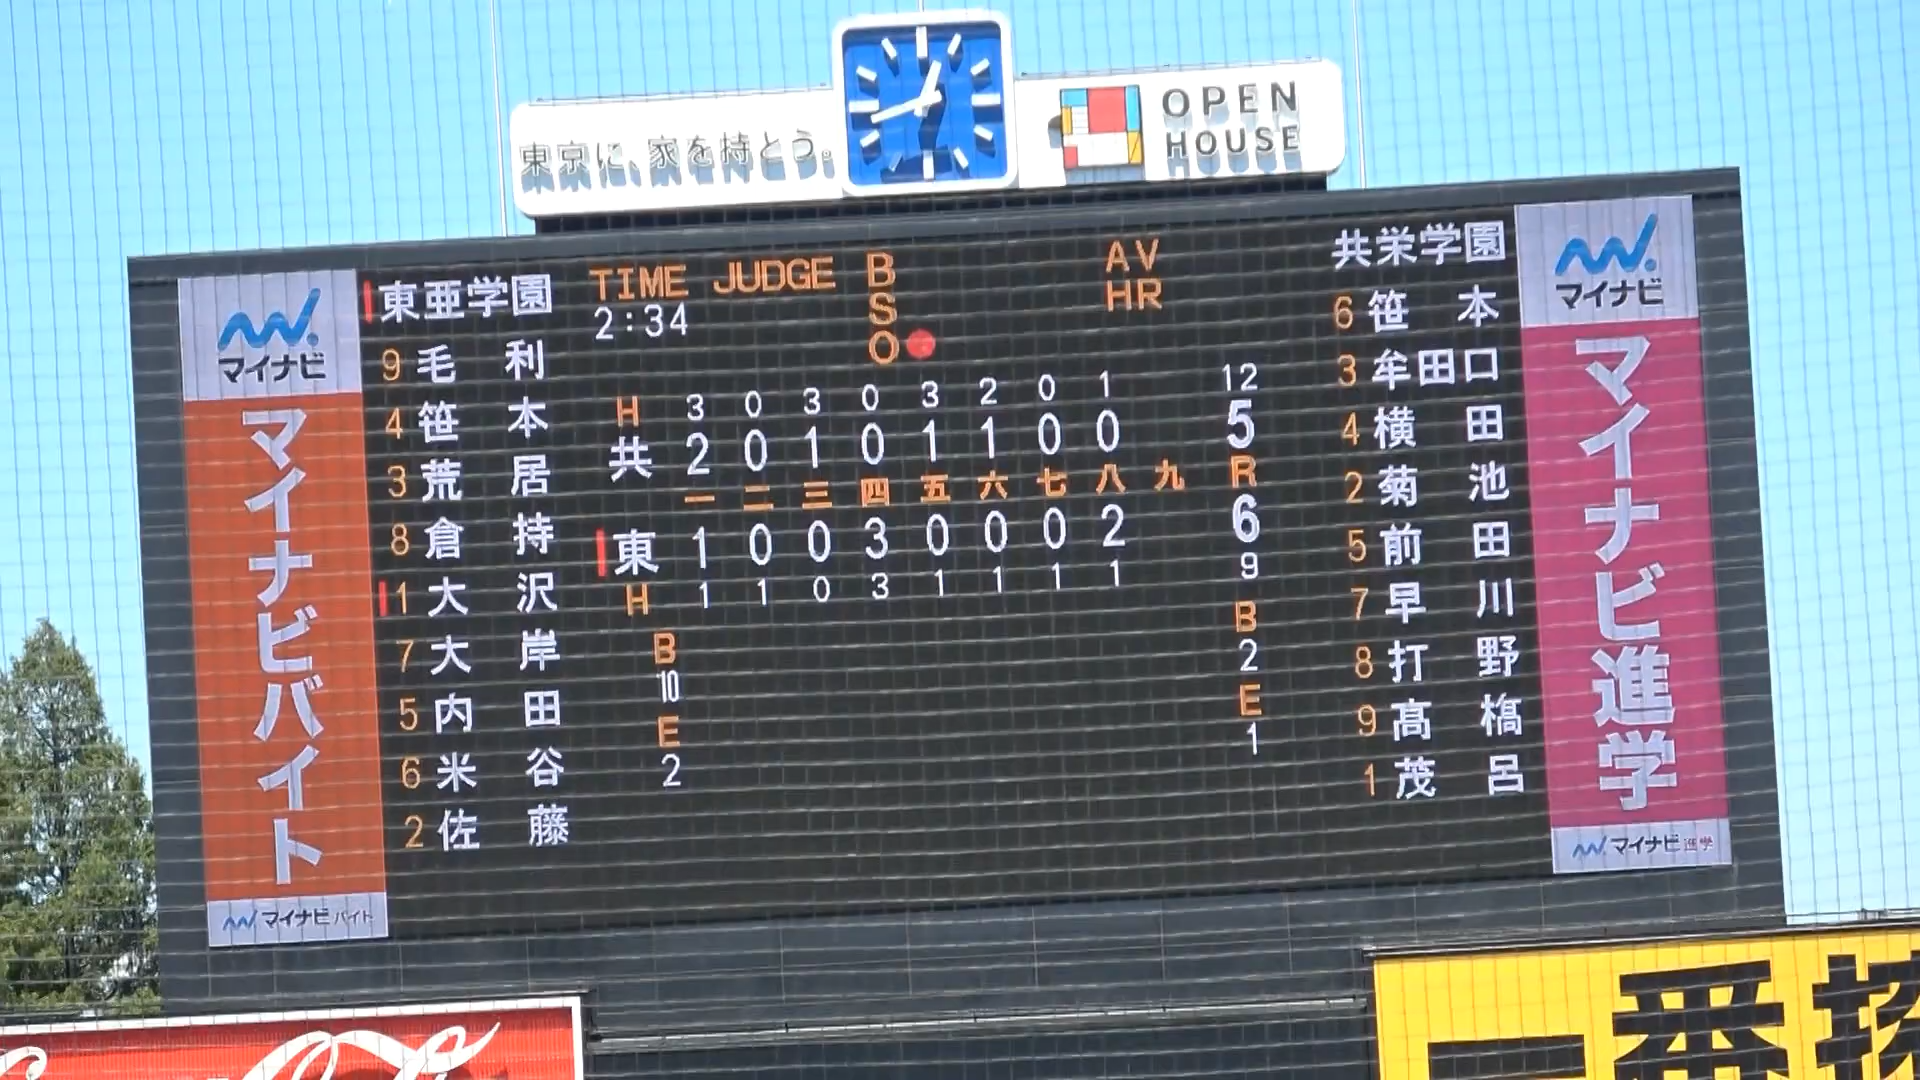 東京に、家を持とう。
OPEN
HOUSE
マイナビ
マイナビバイト
マイナビ バイト
東亜学園
9 毛 利
4 笹 本
3 荒 居
8 倉 持
1 大 沢
7 大 岸
5 内 田
6 米 谷
2 佐 藤
TIME JUDGE
2:34
B
S
O
AV
HR
H 3 0 3 0 3 2 0 1 12
共 2 0 1 0 1 1 0 0 5
一 二 三 四 五 六 七 八 九 R
東 1 0 0 3 0 0 0 2 6
H 1 1 0 3 1 1 1 1 9
B
10
E
2
B
2
E
1
共栄学園
6 笹 本
3 牟田口
4 横 田
2 菊 池
5 前 田
7 早 川
8 打 野
9 髙 橋
1 茂 呂
マイナビ
マイナビ進学
マイナビ 進学
一番搾